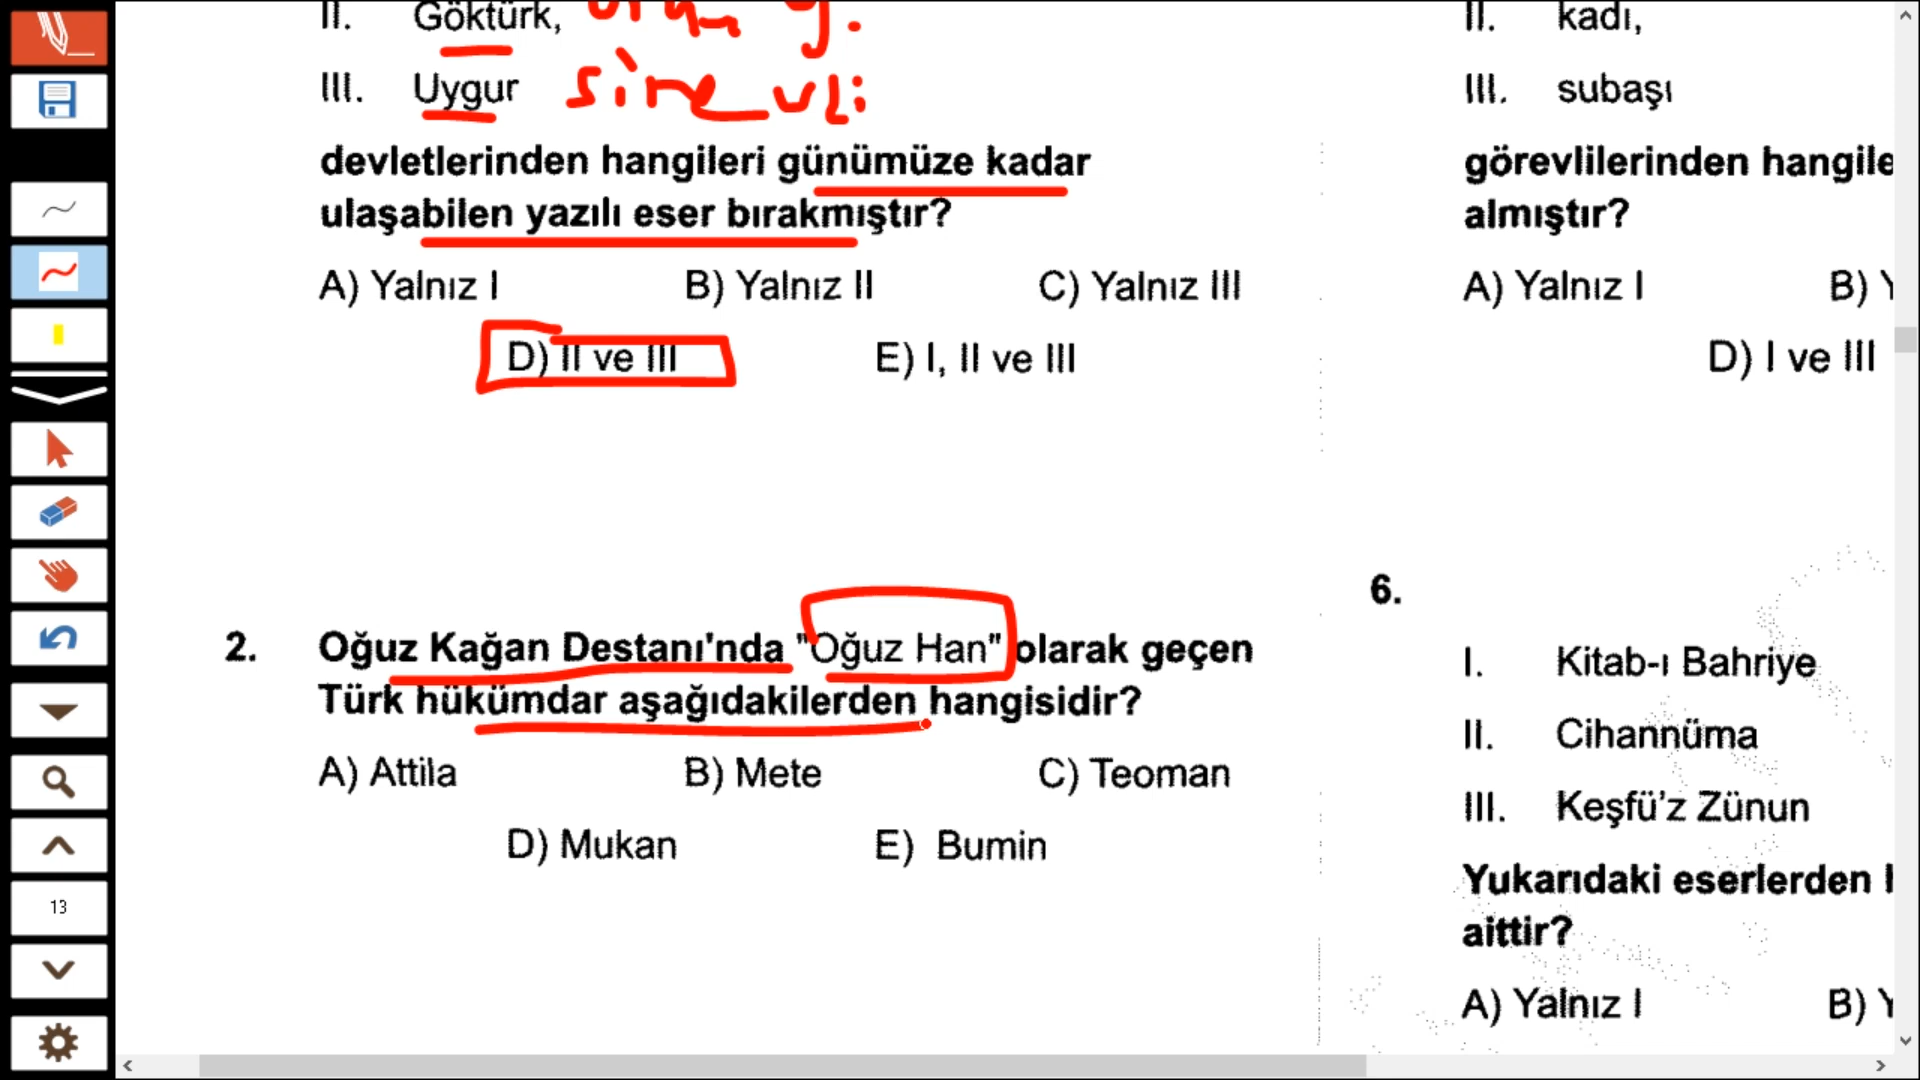 II. Göktürk,
III. Uygur
devletlerinden hangileri günümüze kadar
ulaşabilen yazılı eser bırakmıştır?
A) Yalnız I B) Yalnız II C) Yalnız III
D) II ve III E) I, II ve III
2. Oğuz Kağan Destanı'nda "Oğuz Han" olarak geçen
Türk hükümdar aşağıdakilerden hangisidir?
A) Attila B) Mete C) Teoman
D) Mukan E) Bumin
II. kadı,
III. subaşı
görevlilerinden hangile
almıştır?
A) Yalnız I B)
D) I ve III
6.
I. Kitab-ı Bahriye
II. Cihannüma
III. Keşfü'z Zünun
Yukarıdaki eserlerden
aittir?
A) Yalnız I B)
13